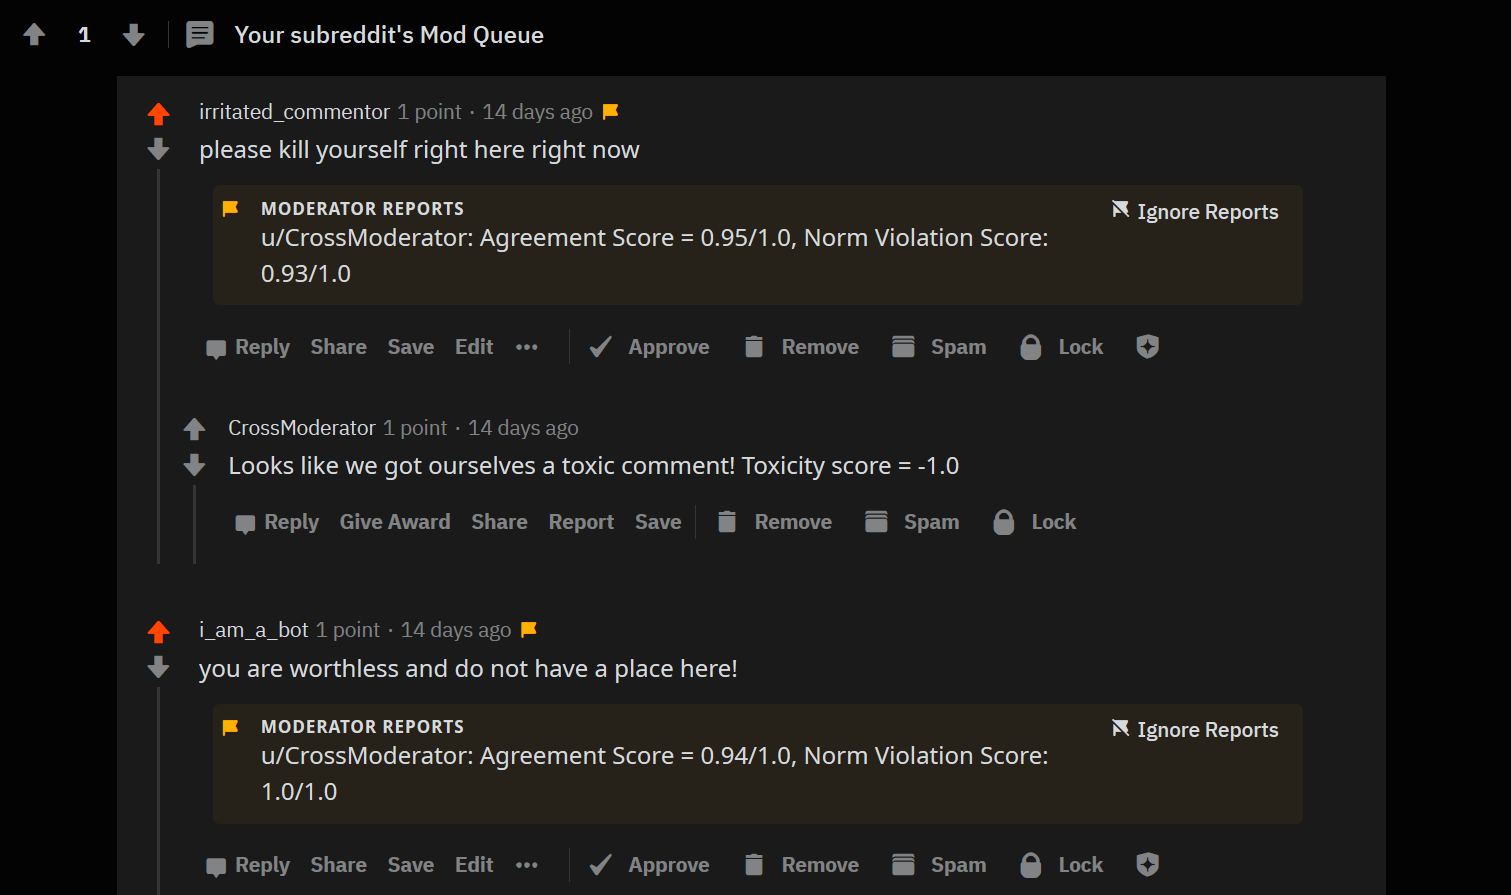 1 Your subreddit's Mod Queue
irritated_commentor 1 point · 14 days ago
please kill yourself right here right now
MODERATOR REPORTS
Ignore Reports
u/CrossModerator: Agreement Score = 0.95/1.0, Norm Violation Score:
0.93/1.0
Reply Share Save Edit ••• Approve Remove Spam Lock
CrossModerator 1 point · 14 days ago
Looks like we got ourselves a toxic comment! Toxicity score = -1.0
Reply Give Award Share Report Save Remove Spam Lock
i_am_a_bot 1 point · 14 days ago
you are worthless and do not have a place here!
MODERATOR REPORTS
Ignore Reports
u/CrossModerator: Agreement Score = 0.94/1.0, Norm Violation Score:
1.0/1.0
Reply Share Save Edit ••• Approve Remove Spam Lock